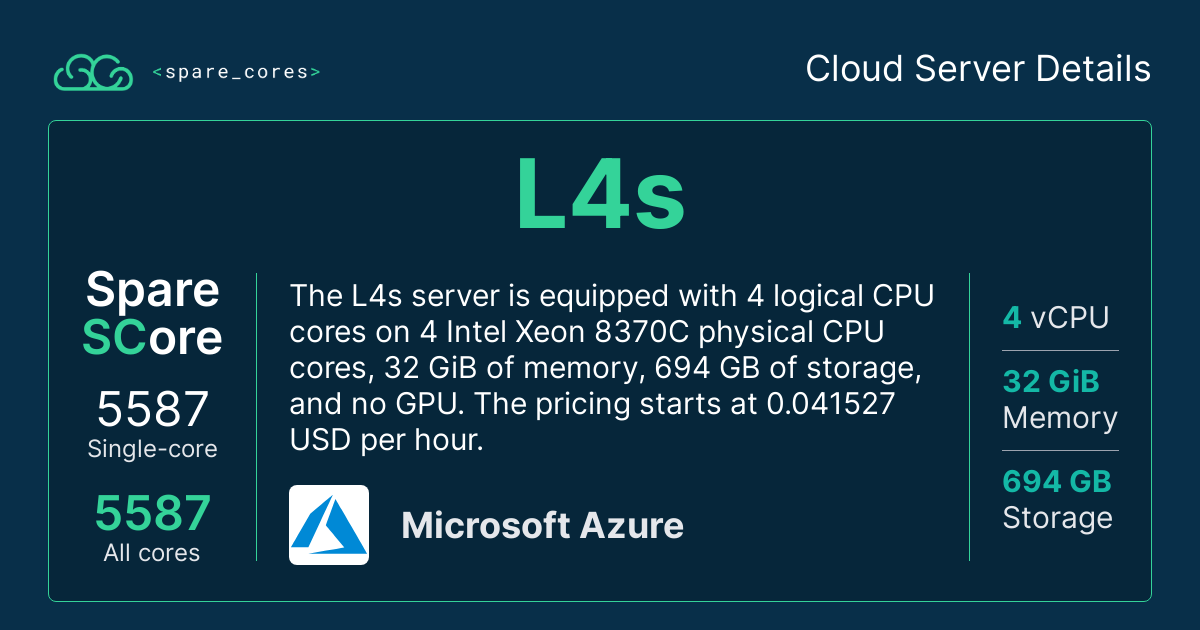 <spare_cores>
Cloud Server Details
L4s
Spare
SCore
5587
Single-core
5587
All cores
The L4s server is equipped with 4 logical CPU
cores on 4 Intel Xeon 8370C physical CPU
cores, 32 GiB of memory, 694 GB of storage,
and no GPU. The pricing starts at 0.041527
USD per hour.
Microsoft Azure
4 vCPU
32 GiB
Memory
694 GB
Storage